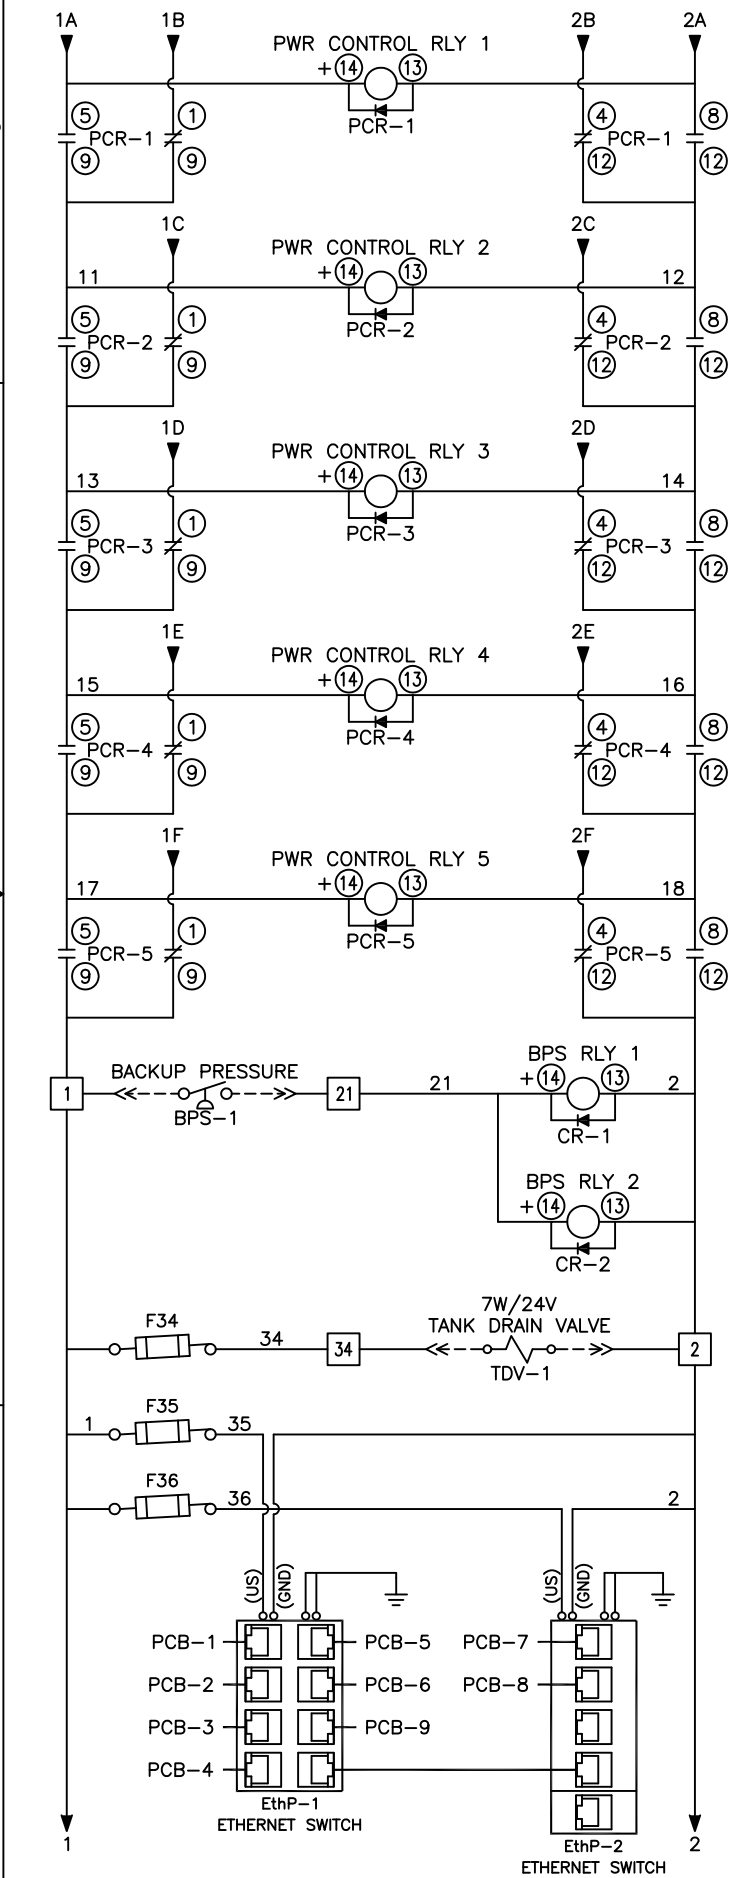 1A 1B 2B 2A
PWR CONTROL RLY 1
+ 14 13
PCR-1
5 PCR-1 1 4 PCR-1 8
9 9 12 12
1C 2C
PWR CONTROL RLY 2
11 + 14 13 12
PCR-2
5 PCR-2 1 4 PCR-2 8
9 9 12 12
1D 2D
PWR CONTROL RLY 3
13 + 14 13 14
PCR-3
5 PCR-3 1 4 PCR-3 8
9 9 12 12
1E 2E
PWR CONTROL RLY 4
15 + 14 13 16
PCR-4
5 PCR-4 1 4 PCR-4 8
9 9 12 12
1F 2F
PWR CONTROL RLY 5
17 + 14 13 18
PCR-5
5 PCR-5 1 4 PCR-5 8
9 9 12 12
BPS RLY 1
BACKUP PRESSURE
1 21 21 + 14 13 2
BPS-1
CR-1
BPS RLY 2
+ 14 13
CR-2
7W/24V
F34 TANK DRAIN VALVE
34 34 2
TDV-1
F35
1 35
F36
36 2
(US) (GND) (US) (GND)
PCB-1 PCB-5 PCB-7
PCB-2 PCB-6 PCB-8
PCB-3 PCB-9
PCB-4
EthP-1
ETHERNET SWITCH
1 2
EthP-2
ETHERNET SWITCH